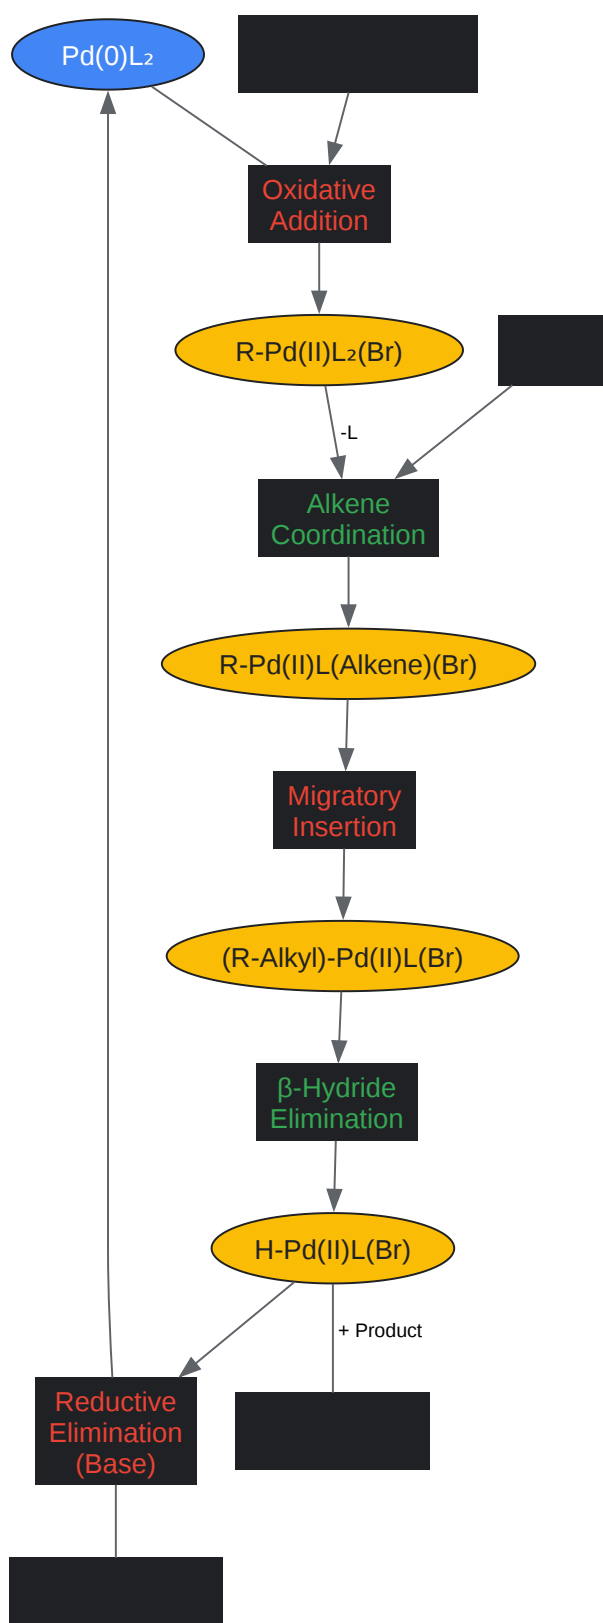 Pd(0)L₂
Oxidative
Addition
R-Pd(II)L₂(Br)
-L
Alkene
Coordination
R-Pd(II)L(Alkene)(Br)
Migratory
Insertion
(R-Alkyl)-Pd(II)L(Br)
β-Hydride
Elimination
H-Pd(II)L(Br)
+ Product
Reductive
Elimination
(Base)